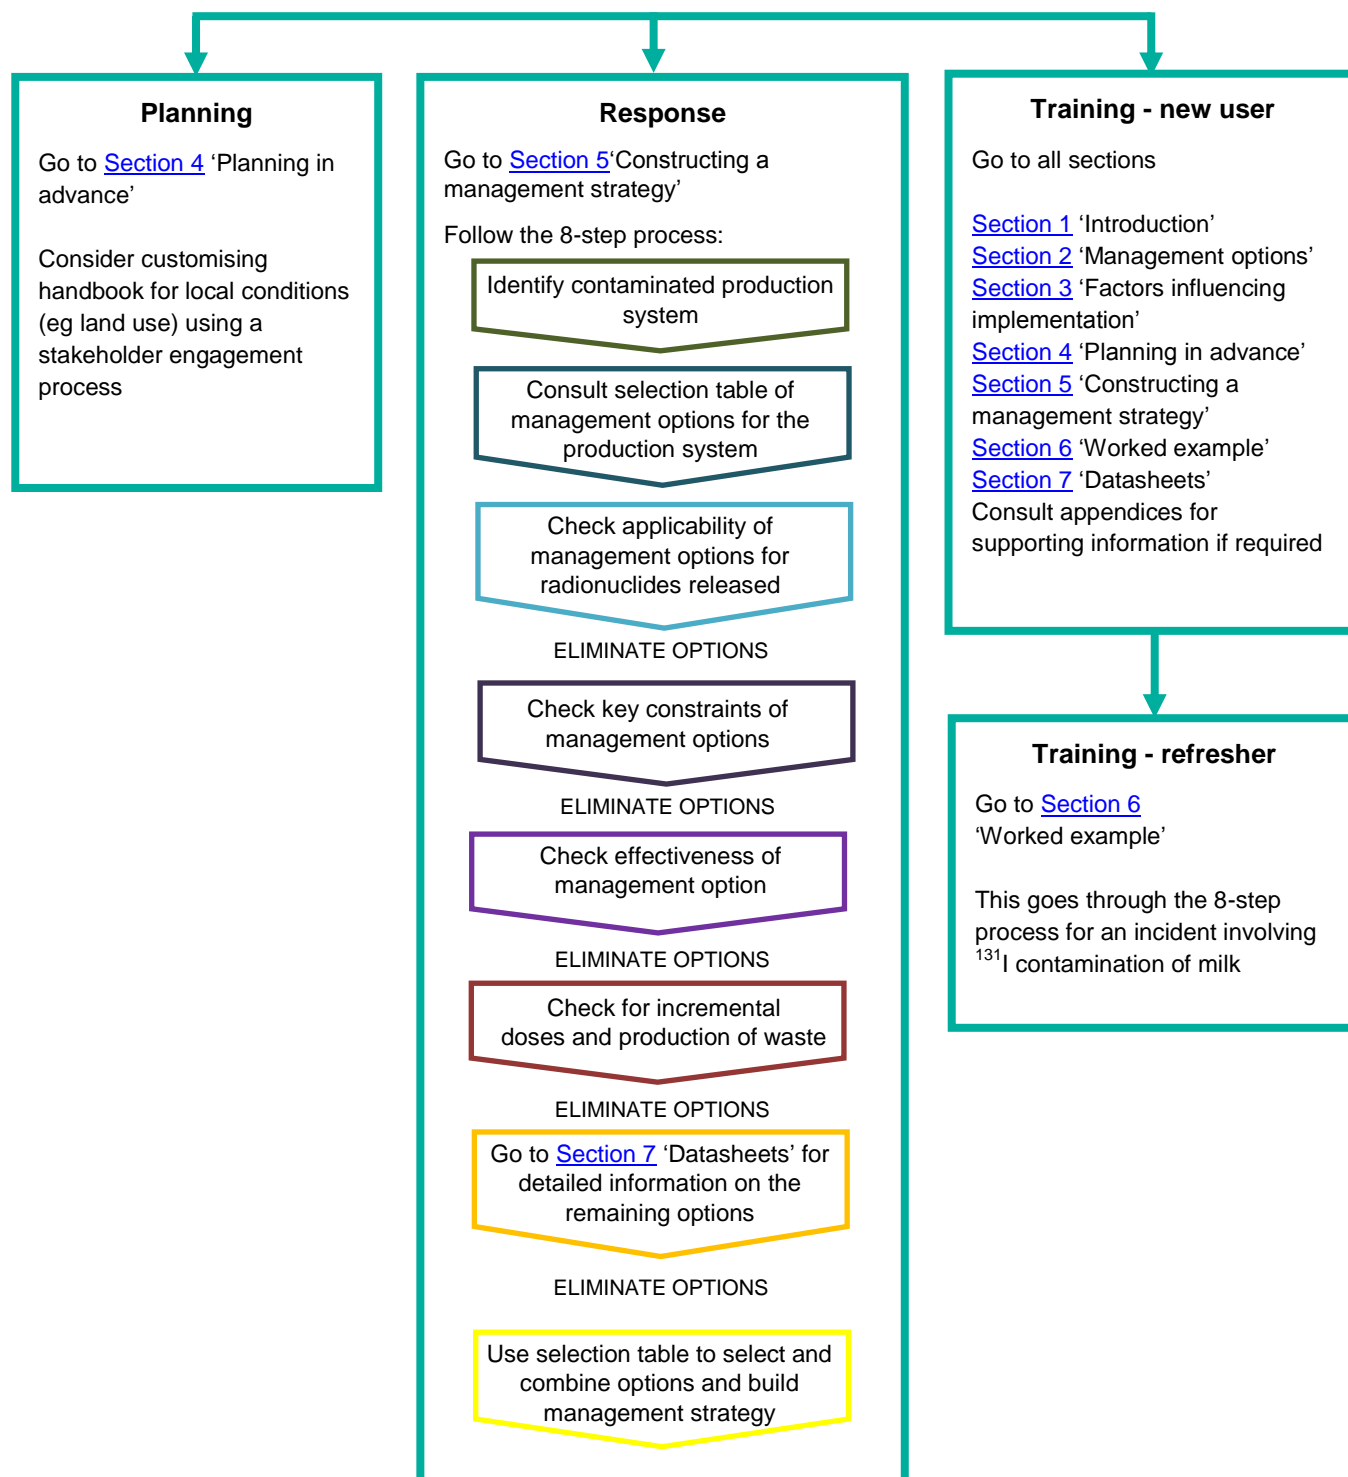 Planning
Go to Section 4 ‘Planning in
advance’
Consider customising
handbook for local conditions
(eg land use) using a
stakeholder engagement
process
Response
Go to Section 5‘Constructing a
management strategy’
Follow the 8-step process:
Identify contaminated production
system
Consult selection table of
management options for the
production system
Check applicability of
management options for
radionuclides released
ELIMINATE OPTIONS
Check key constraints of
management options
ELIMINATE OPTIONS
Check effectiveness of
management option
ELIMINATE OPTIONS
Check for incremental
doses and production of waste
ELIMINATE OPTIONS
Go to Section 7 ‘Datasheets’ for
detailed information on the
remaining options
ELIMINATE OPTIONS
Use selection table to select and
combine options and build
management strategy
Training - new user
Go to all sections
Section 1 ‘Introduction’
Section 2 ‘Management options’
Section 3 ‘Factors influencing
implementation’
Section 4 ‘Planning in advance’
Section 5 ‘Constructing a
management strategy’
Section 6 ‘Worked example’
Section 7 ‘Datasheets’
Consult appendices for
supporting information if required
Training - refresher
Go to Section 6
‘Worked example’
This goes through the 8-step
process for an incident involving
¹³¹I contamination of milk